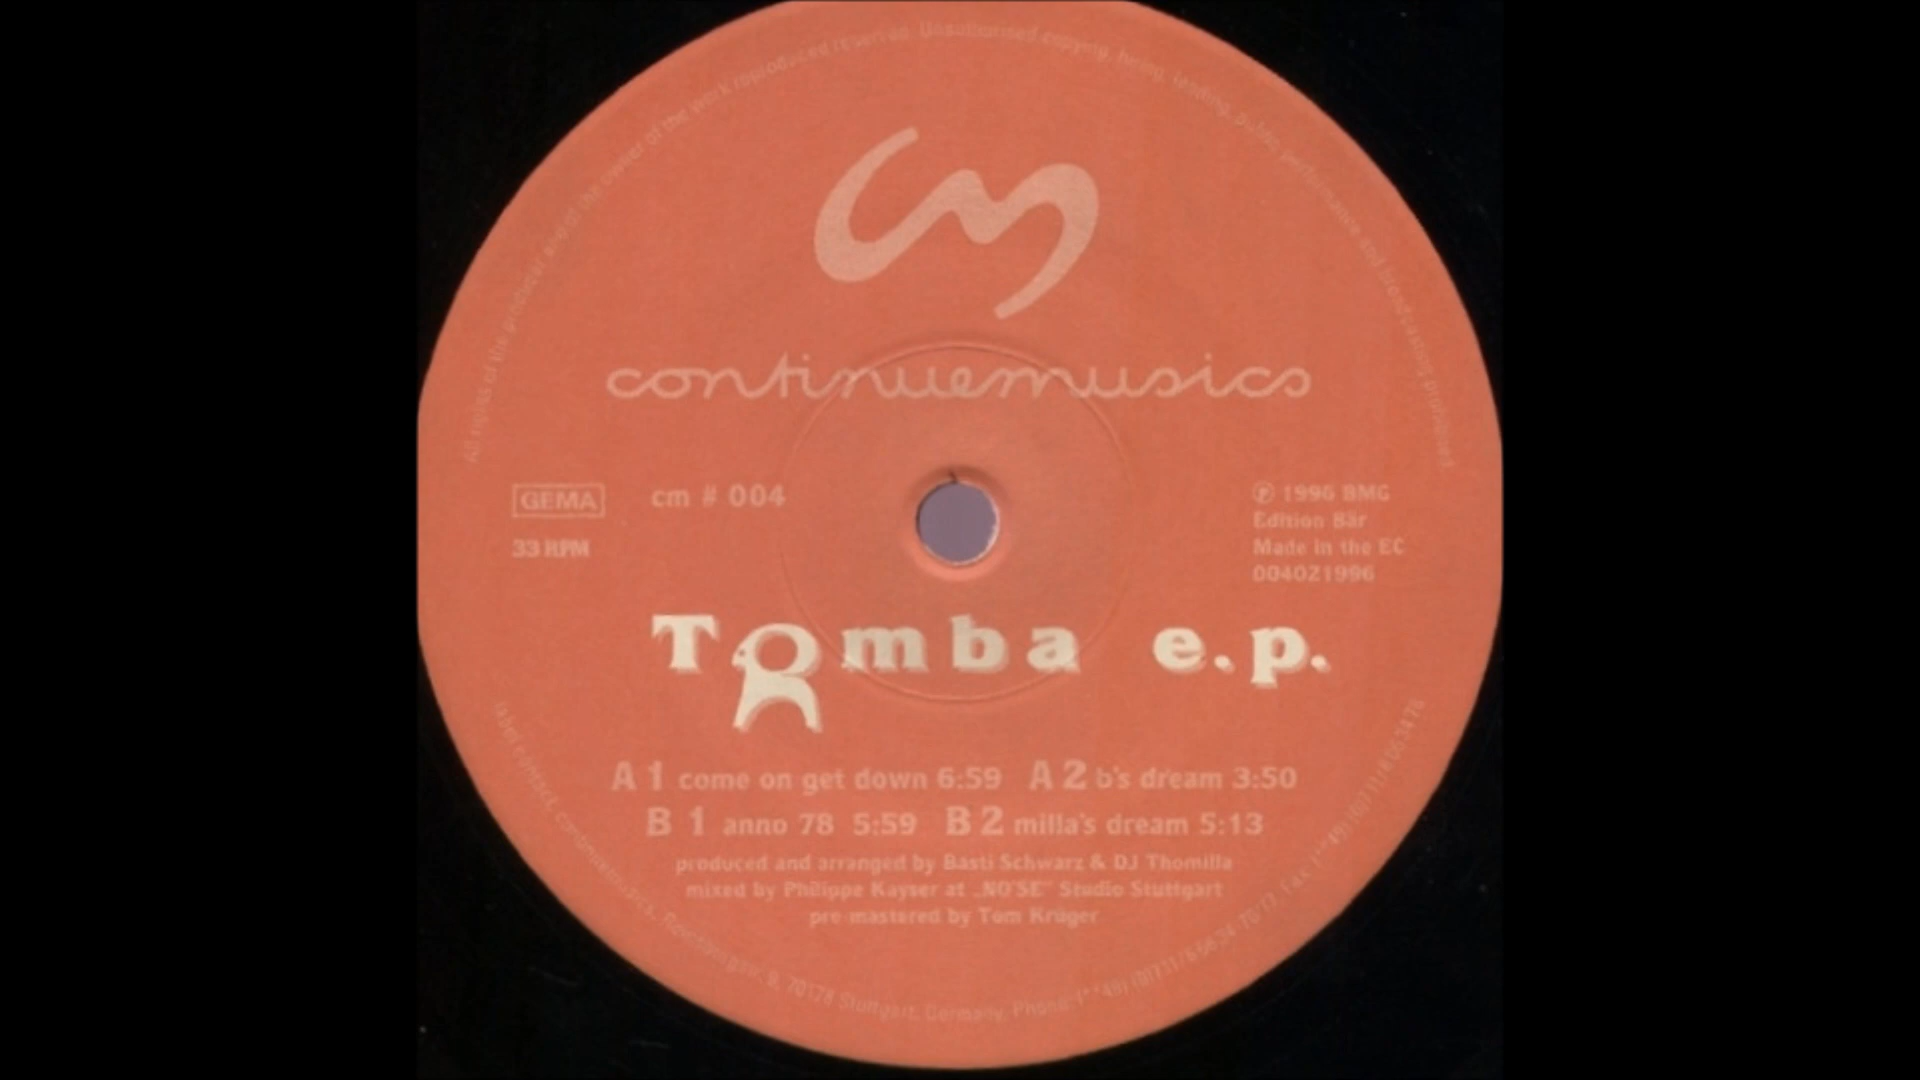 All rights of the producer and of the owner of the work reproduced reserved. Unauthorised copying, hiring, lending, public performance and broadcasting prohibited.
cm
continuemusics
GEMA
cm # 004
33 RPM
℗ 1996 BMG
Edition Bär
Made in the EC
004021996
Tomba e.p.
A 1 come on get down 6:59 A 2 b's dream 3:50
B 1 anno 78 5:59 B 2 milla's dream 5:13
produced and arranged by Basti Schwarz & DJ Thomilla
mixed by Philippe Kayser at „NO'SE" Studio Stuttgart
pre mastered by Tom Krüger
label contact: continuemusics, 9, 70178 Stuttgart, Germany, Phone